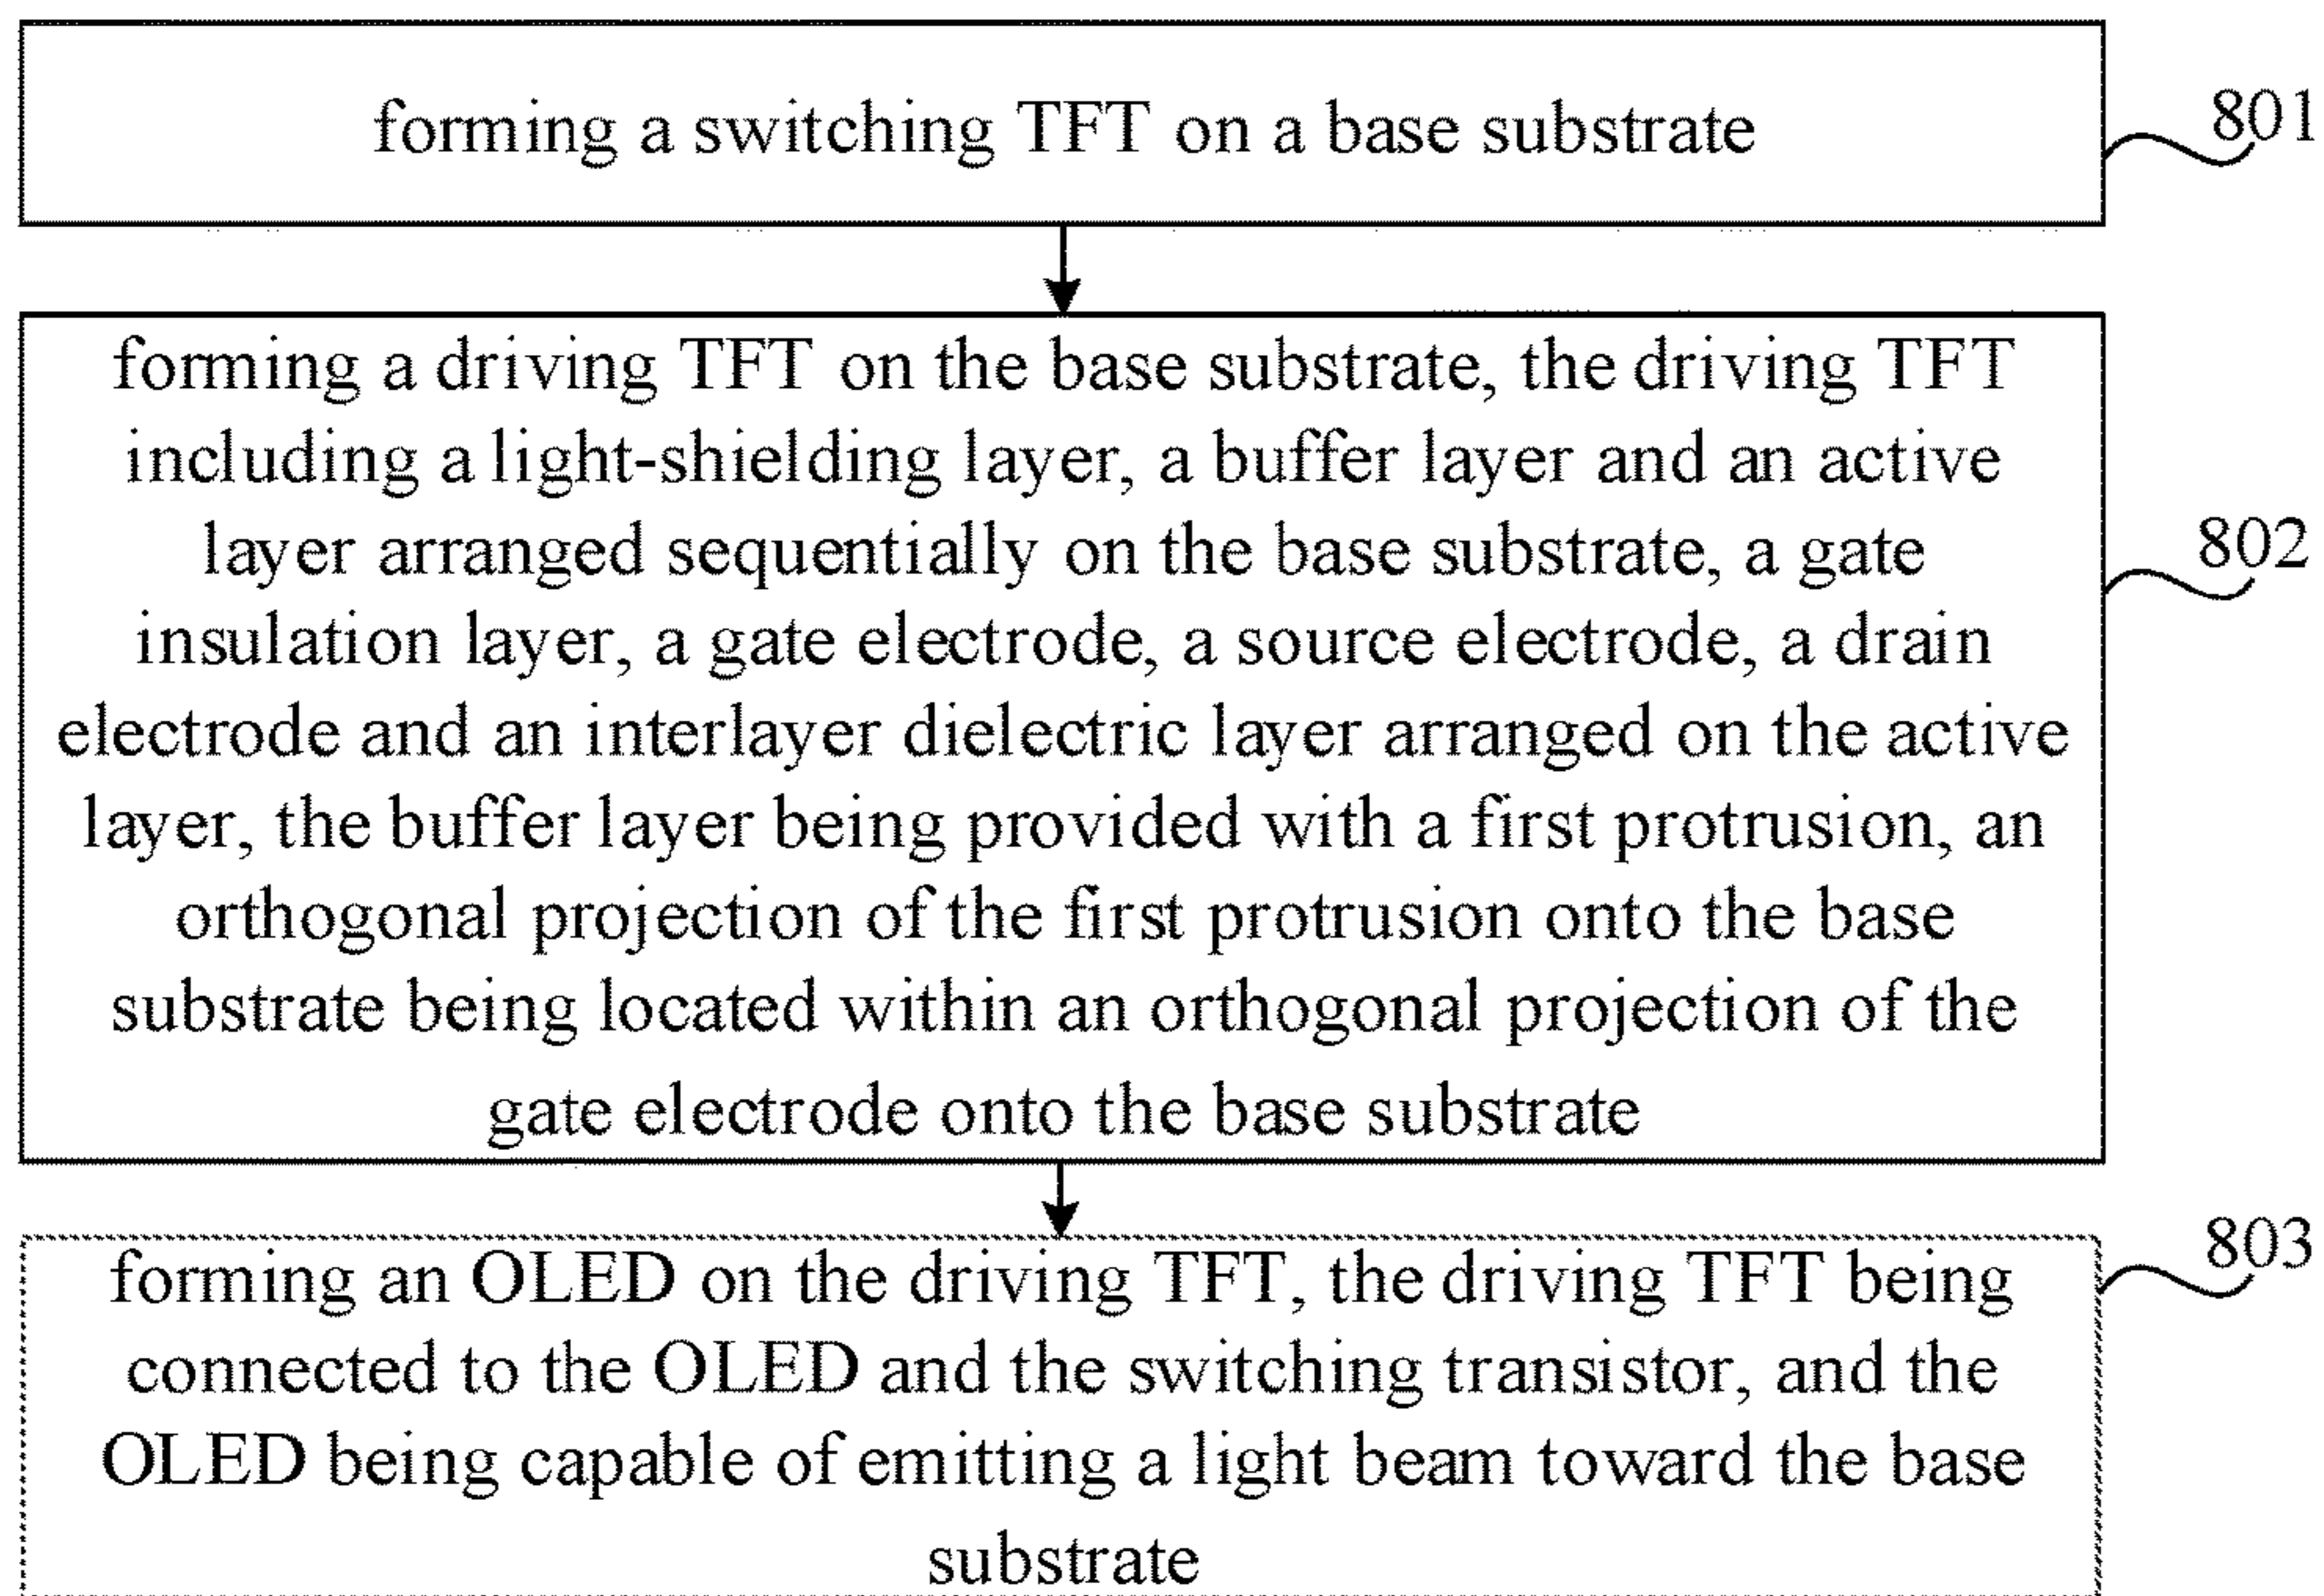 forming a switching TFT on a base substrate
801
forming a driving TFT on the base substrate, the driving TFT
including a light-shielding layer, a buffer layer and an active
layer arranged sequentially on the base substrate, a gate
insulation layer, a gate electrode, a source electrode, a drain
electrode and an interlayer dielectric layer arranged on the active
layer, the buffer layer being provided with a first protrusion, an
orthogonal projection of the first protrusion onto the base
substrate being located within an orthogonal projection of the
gate electrode onto the base substrate
802
forming an OLED on the driving TFT, the driving TFT being
connected to the OLED and the switching transistor, and the
OLED being capable of emitting a light beam toward the base
substrate
803